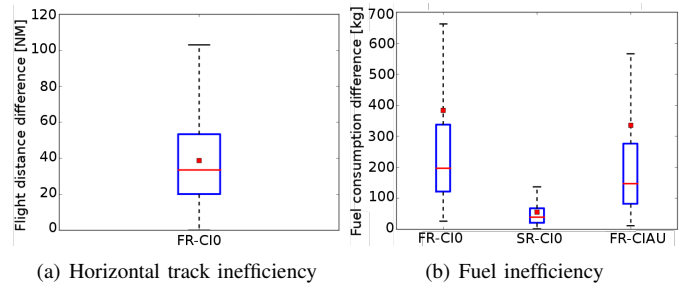 Flight distance difference [NM]
120
100
80
60
40
20
0
FR-CI0
(a) Horizontal track inefficiency
Fuel consumption difference [kg]
700
600
500
400
300
200
100
0
FR-CI0 SR-CI0 FR-CIAU
(b) Fuel inefficiency